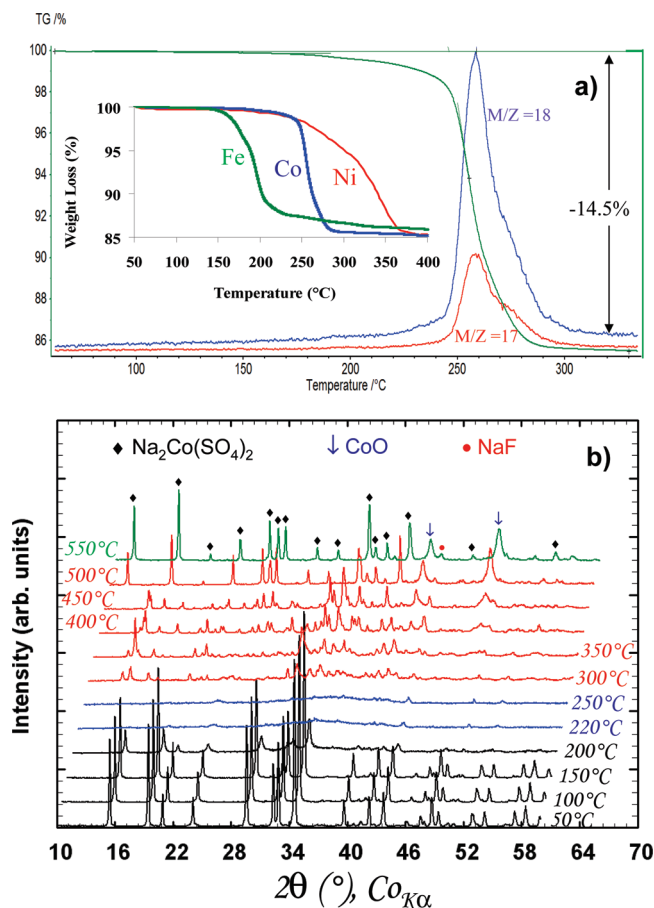 TG /%
100
98
96
94
92
90
88
86
a)
M/Z =18
-14.5%
M/Z =17
100
95
90
85
Weight Loss (%)
Fe
Co
Ni
50 100 150 200 250 300 350 400
Temperature (°C)
100 150 200 250 300
Temperature /°C
b)
Na₂Co(SO₄)₂
CoO
NaF
550°C
500°C
450°C
400°C
350°C
300°C
250°C
220°C
200°C
150°C
100°C
50°C
Intensity (arb. units)
10 16 22 28 34 40 46 52 58 64 70
2θ (°), Co_Kα